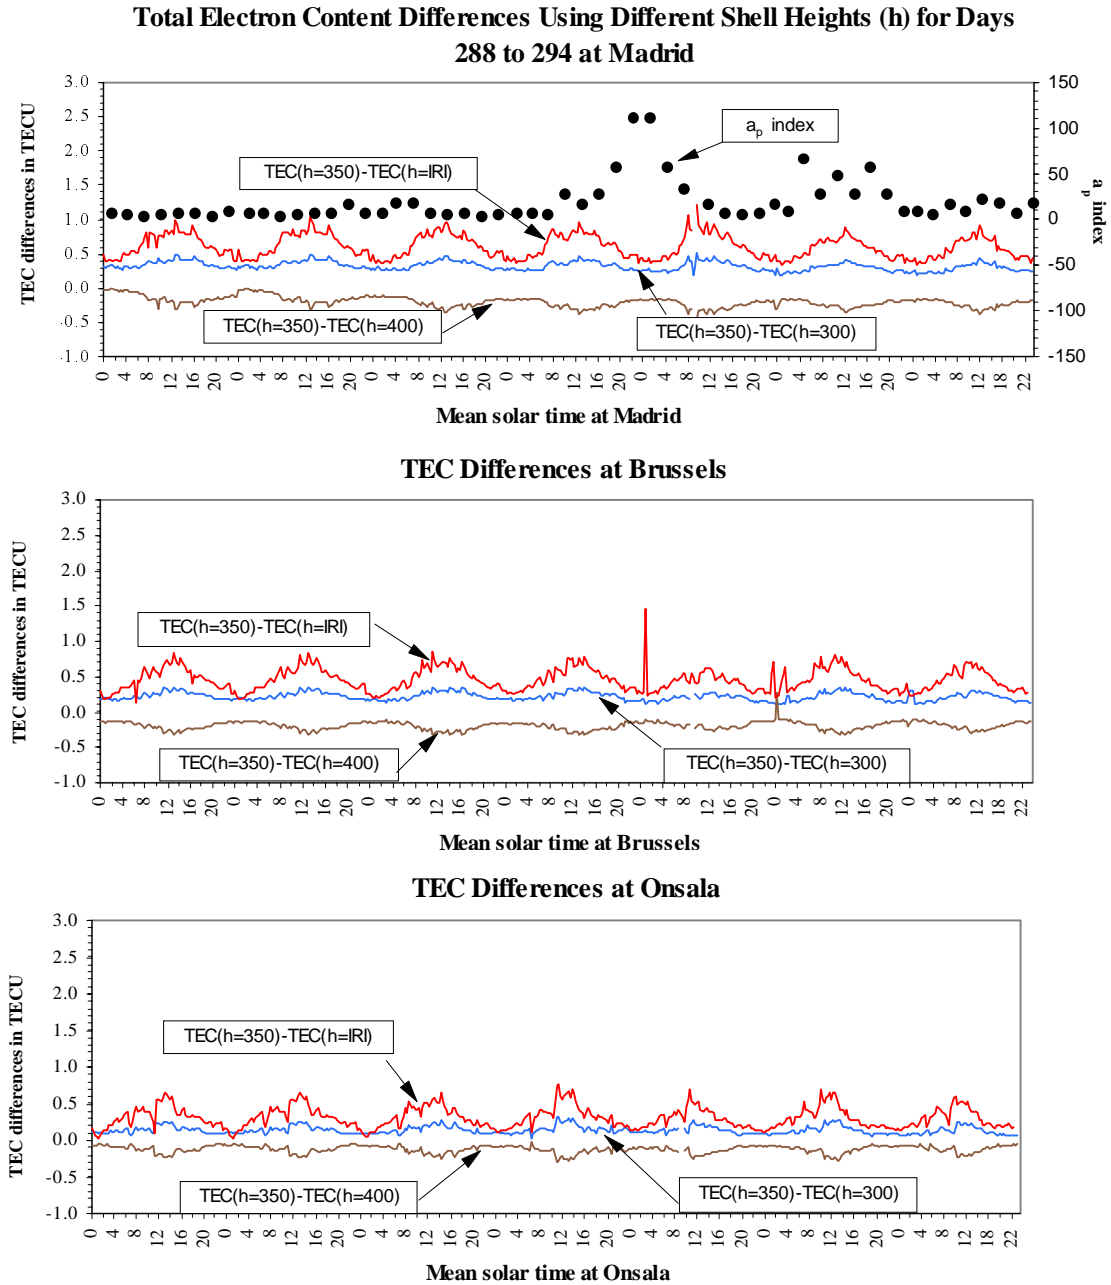 Total Electron Content Differences Using Different Shell Heights (h) for Days
288 to 294 at Madrid
TEC differences in TECU
3.0
2.5
2.0
1.5
1.0
0.5
0.0
-0.5
-1.0
150
100
50
0
-50
-100
-150
a p index
ap index
TEC(h=350)-TEC(h=IRI)
TEC(h=350)-TEC(h=400)
TEC(h=350)-TEC(h=300)
0 4 8 12 16 20 0 4 8 12 16 20 0 4 8 12 16 20 0 4 8 12 16 20 0 4 8 12 16 20 0 4 8 12 16 20 0 4 8 12 16 22
Mean solar time at Madrid
TEC Differences at Brussels
TEC differences in TECU
3.0
2.5
2.0
1.5
1.0
0.5
0.0
-0.5
-1.0
TEC(h=350)-TEC(h=IRI)
TEC(h=350)-TEC(h=400)
TEC(h=350)-TEC(h=300)
0 4 8 12 16 20 0 4 8 12 16 20 0 4 8 12 16 20 0 4 8 12 16 20 0 4 8 12 16 20 0 4 8 12 16 20 0 4 8 12 16 22
Mean solar time at Brussels
TEC Differences at Onsala
TEC differences in TECU
3.0
2.5
2.0
1.5
1.0
0.5
0.0
-0.5
-1.0
TEC(h=350)-TEC(h=IRI)
TEC(h=350)-TEC(h=400)
TEC(h=350)-TEC(h=300)
0 4 8 12 16 20 0 4 8 12 16 20 0 4 8 12 16 20 0 4 8 12 16 20 0 4 8 12 16 20 0 4 8 12 16 20 0 4 8 12 16 22
Mean solar time at Onsala